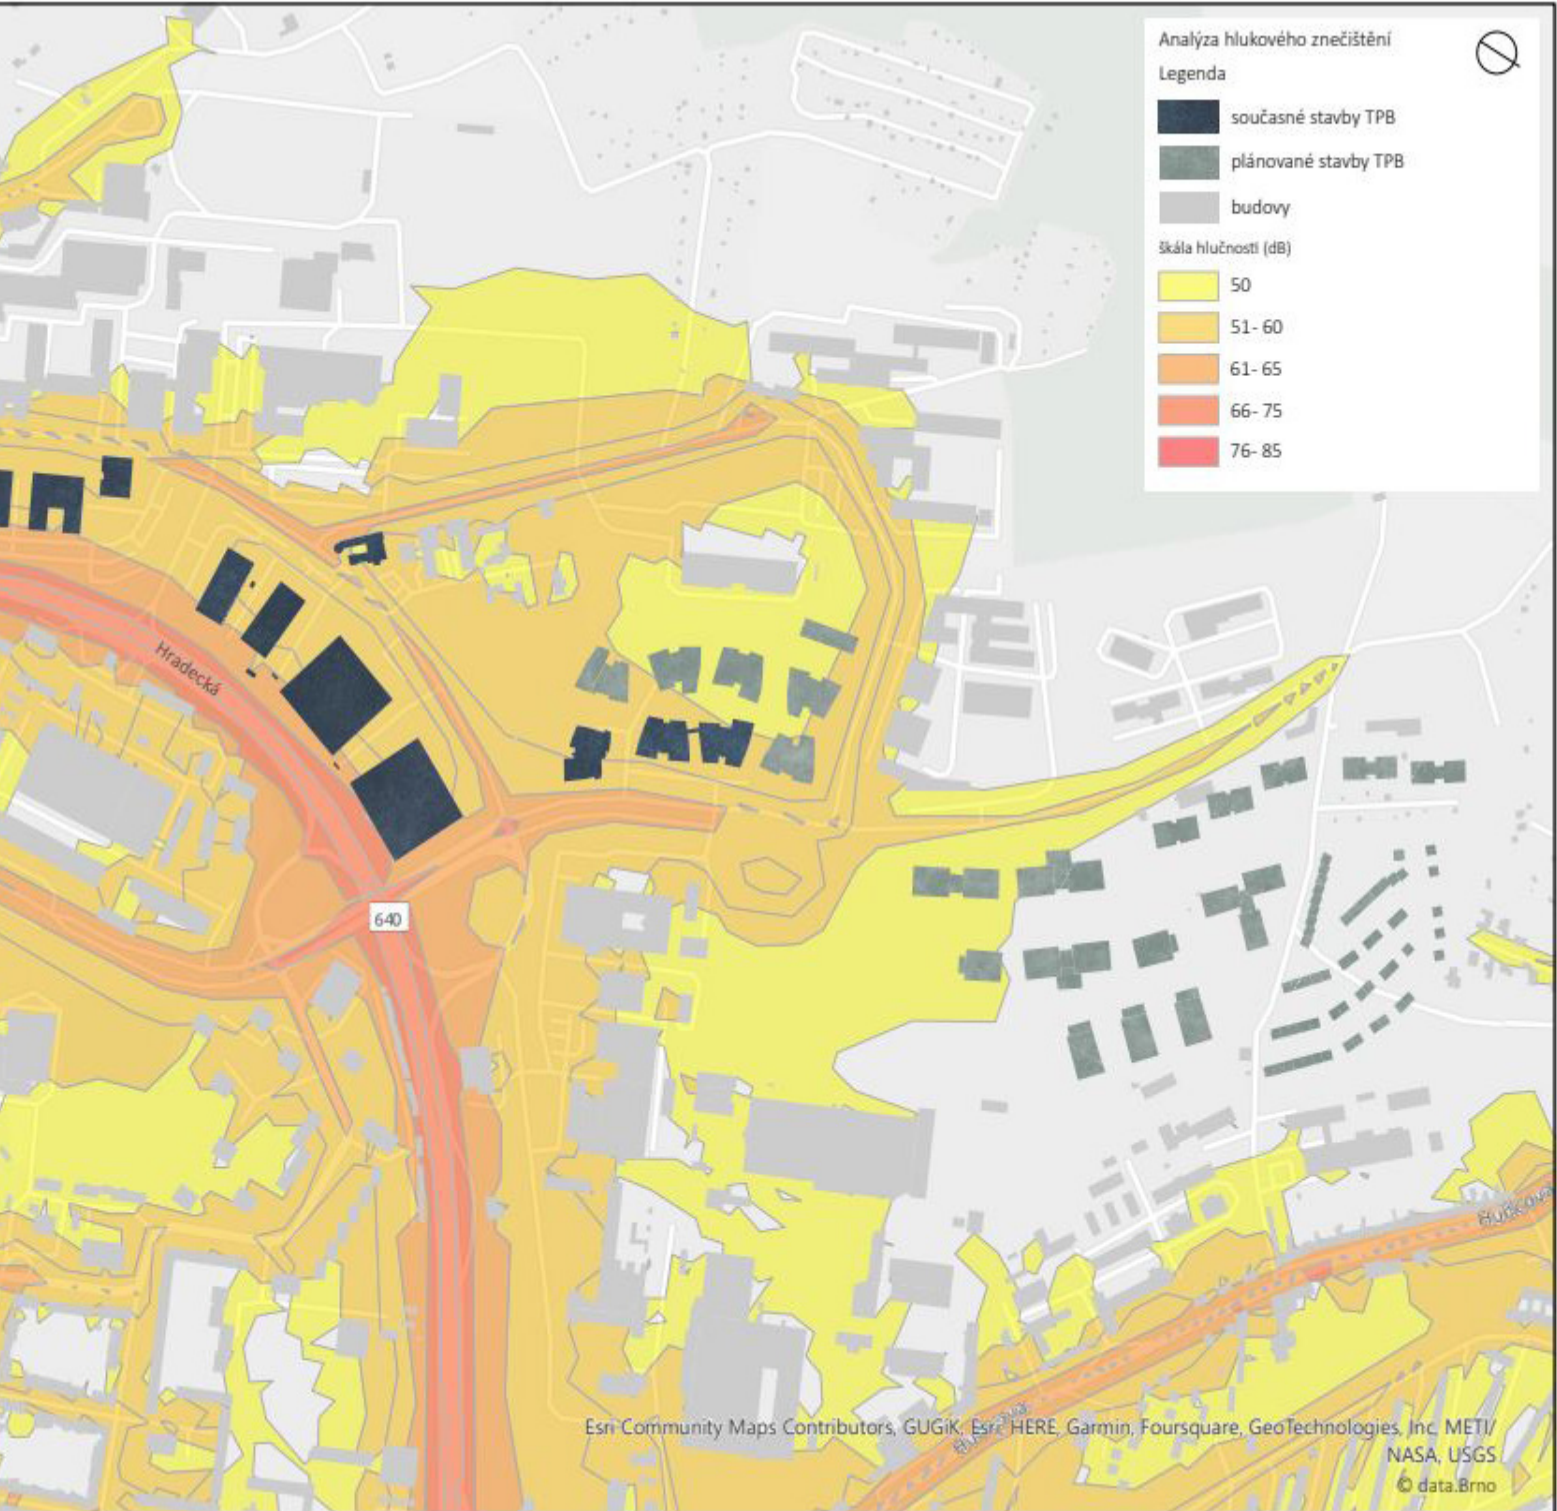 Analýza hlukového znečištění
Legenda
současné stavby TPB
plánované stavby TPB
budovy
škála hlučnosti (dB)
50
51- 60
61- 65
66- 75
76- 85
Hradecká
640
Esri Community Maps Contributors, GUGiK, Esri, HERE, Garmin, Foursquare, GeoTechnologies, Inc, METI/
NASA, USGS
© data.Brno